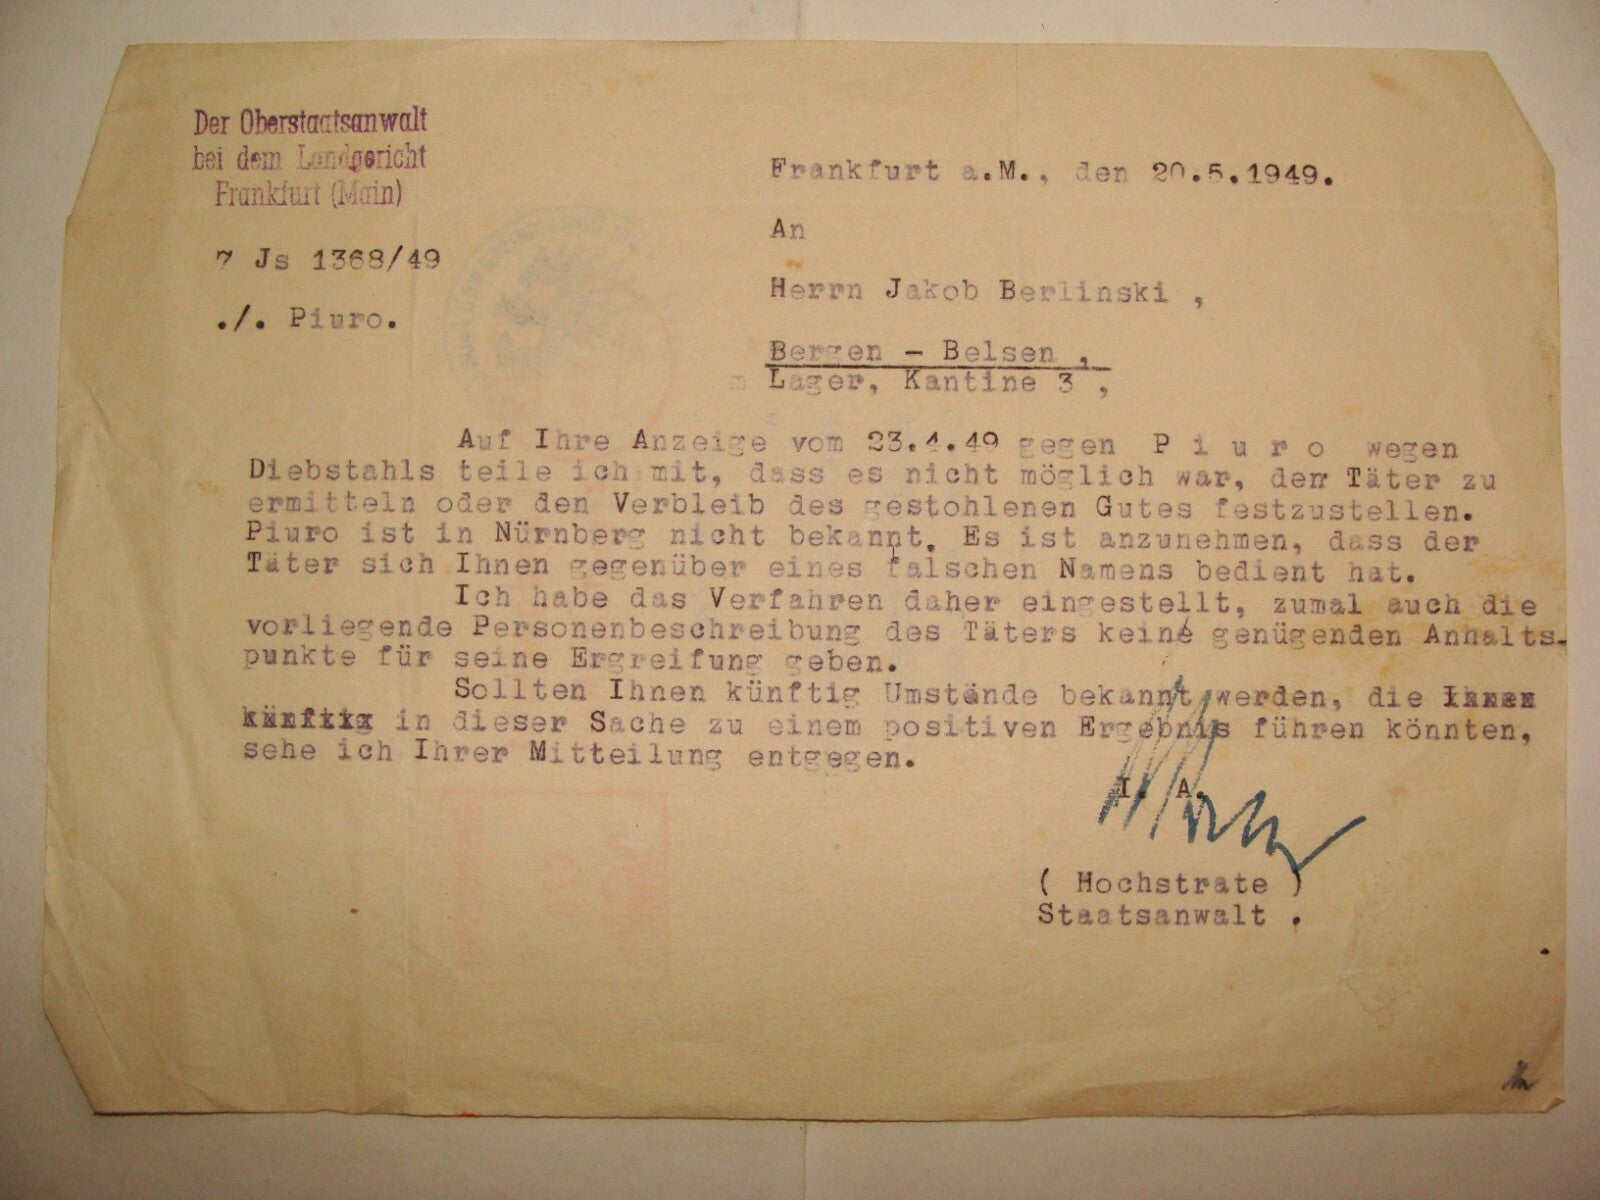 Der Oberstaatsanwalt
bei dem Landgericht
Frankfurt (Main)
Frankfurt a.M., den 20.5.1949.
7 Js 1368/49
./. Piuro.
An
Herrn Jakob Berlinski ,
Bergen - Belsen ,
Lager, Kantine 3 ,
Auf Ihre Anzeige vom 23.4.49 gegen P i u r o wegen
Diebstahls teile ich mit, dass es nicht möglich war, den Täter zu
ermitteln oder den Verbleib des gestohlenen Gutes festzustellen.
Piuro ist in Nürnberg nicht bekannt. Es ist anzunehmen, dass der
Täter sich Ihnen gegenüber eines falschen Namens bedient hat.
Ich habe das Verfahren daher eingestellt, zumal auch die
vorliegende Personenbeschreibung des Täters keine genügenden Anhalts-
punkte für seine Ergreifung geben.
Sollten Ihnen künftig Umstände bekannt werden, die Ihnen
künftig in dieser Sache zu einem positiven Ergebnis führen könnten,
sehe ich Ihrer Mitteilung entgegen.
I. A.
( Hochstrate )
Staatsanwalt .